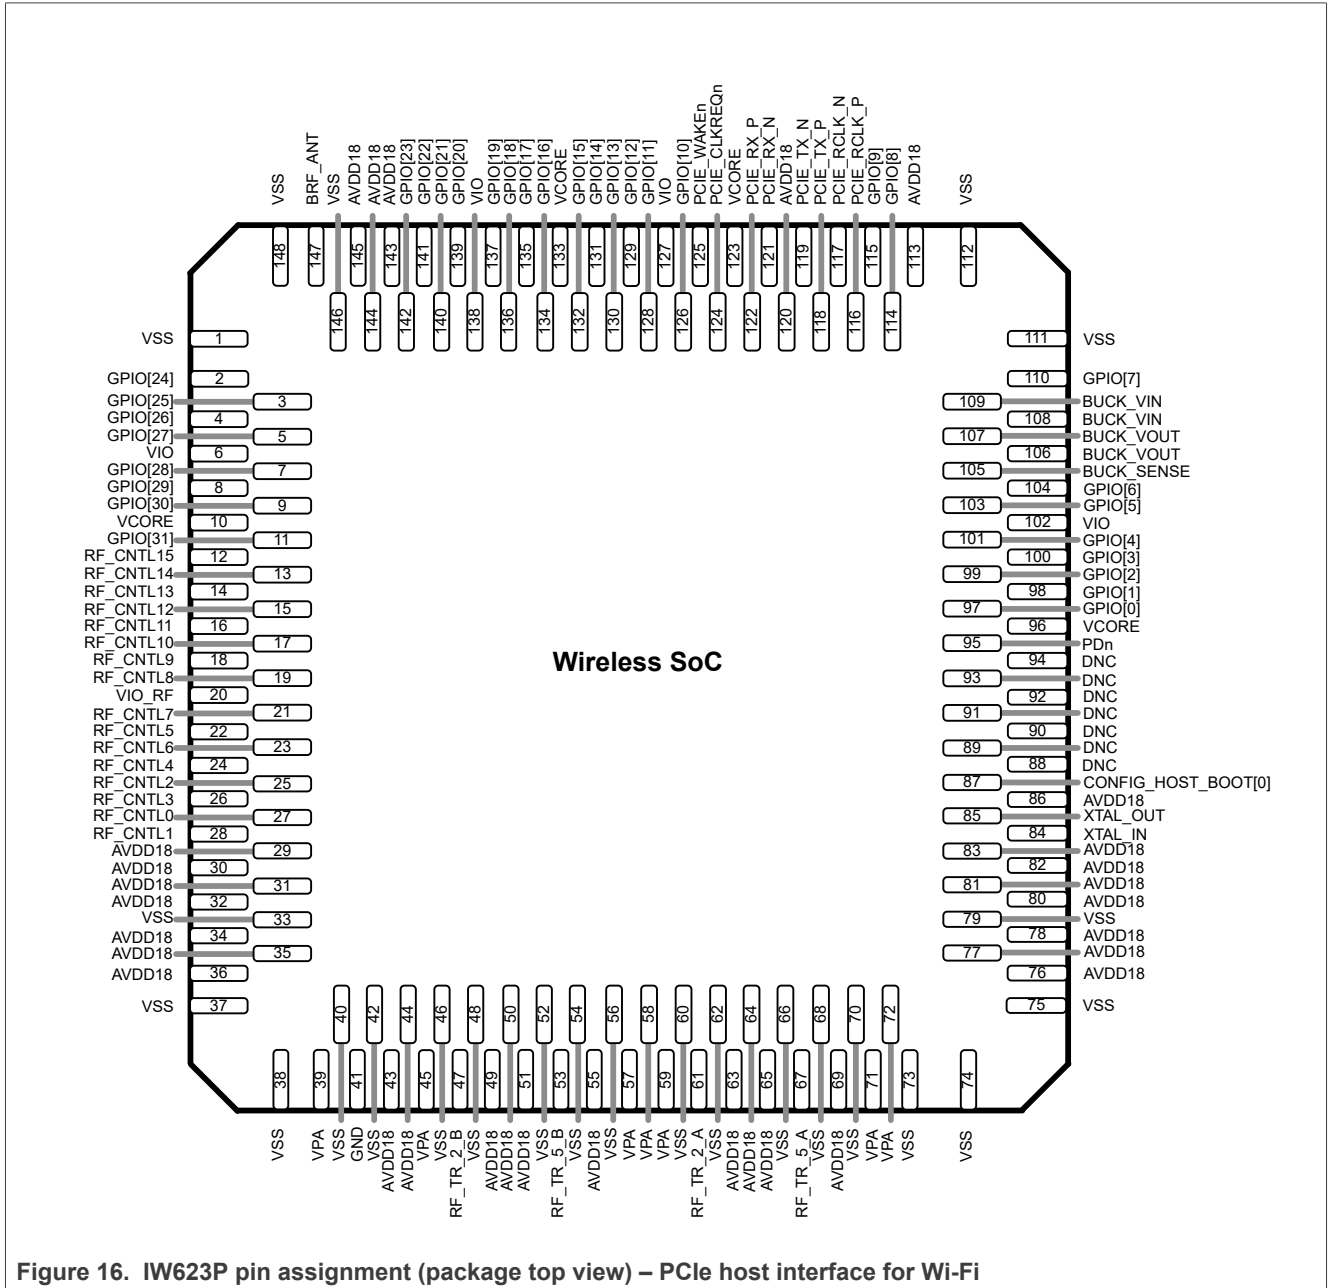 VSS
BRF_ANT
VSS
AVDD18
AVDD18
AVDD18
GPIO[23]
GPIO[22]
GPIO[21]
GPIO[20]
VIO
GPIO[19]
GPIO[18]
GPIO[17]
GPIO[16]
VCORE
GPIO[15]
GPIO[14]
GPIO[13]
GPIO[12]
GPIO[11]
VIO
GPIO[10]
PCIE_WAKEn
PCIE_CLKREQn
VCORE
PCIE_RX_P
PCIE_RX_N
AVDD18
PCIE_TX_N
PCIE_TX_P
PCIE_RCLK_N
PCIE_RCLK_P
GPIO[9]
GPIO[8]
AVDD18
VSS
148
147
146
145
144
143
142
141
140
139
138
137
136
135
134
133
132
131
130
129
128
127
126
125
124
123
122
121
120
119
118
117
116
115
114
113
112
VSS 1
GPIO[24] 2
GPIO[25] 3
GPIO[26] 4
GPIO[27] 5
VIO 6
GPIO[28] 7
GPIO[29] 8
GPIO[30] 9
VCORE 10
GPIO[31] 11
RF_CNTL15 12
RF_CNTL14 13
RF_CNTL13 14
RF_CNTL12 15
RF_CNTL11 16
RF_CNTL10 17
RF_CNTL9 18
RF_CNTL8 19
VIO_RF 20
RF_CNTL7 21
RF_CNTL5 22
RF_CNTL6 23
RF_CNTL4 24
RF_CNTL2 25
RF_CNTL3 26
RF_CNTL0 27
RF_CNTL1 28
AVDD18 29
AVDD18 30
AVDD18 31
AVDD18 32
VSS 33
AVDD18 34
AVDD18 35
AVDD18 36
VSS 37
Wireless SoC
111 VSS
110 GPIO[7]
109 BUCK_VIN
108 BUCK_VIN
107 BUCK_VOUT
106 BUCK_VOUT
105 BUCK_SENSE
104 GPIO[6]
103 GPIO[5]
102 VIO
101 GPIO[4]
100 GPIO[3]
99 GPIO[2]
98 GPIO[1]
97 GPIO[0]
96 VCORE
95 PDn
94 DNC
93 DNC
92 DNC
91 DNC
90 DNC
89 DNC
88 DNC
87 CONFIG_HOST_BOOT[0]
86 AVDD18
85 XTAL_OUT
84 XTAL_IN
83 AVDD18
82 AVDD18
81 AVDD18
80 AVDD18
79 VSS
78 AVDD18
77 AVDD18
76 AVDD18
75 VSS
38
39
40
41
42
43
44
45
46
47
48
49
50
51
52
53
54
55
56
57
58
59
60
61
62
63
64
65
66
67
68
69
70
71
72
73
74
VSS
VPA
VSS
GND
VSS
AVDD18
AVDD18
VPA
VSS
RF_TR_2_B
VSS
AVDD18
AVDD18
AVDD18
VSS
RF_TR_5_B
VSS
AVDD18
VSS
VPA
VPA
VPA
VSS
RF_TR_2_A
VSS
AVDD18
AVDD18
AVDD18
VSS
RF_TR_5_A
VSS
AVDD18
VSS
VPA
VPA
VSS
VSS
Figure 16. IW623P pin assignment (package top view) – PCIe host interface for Wi-Fi